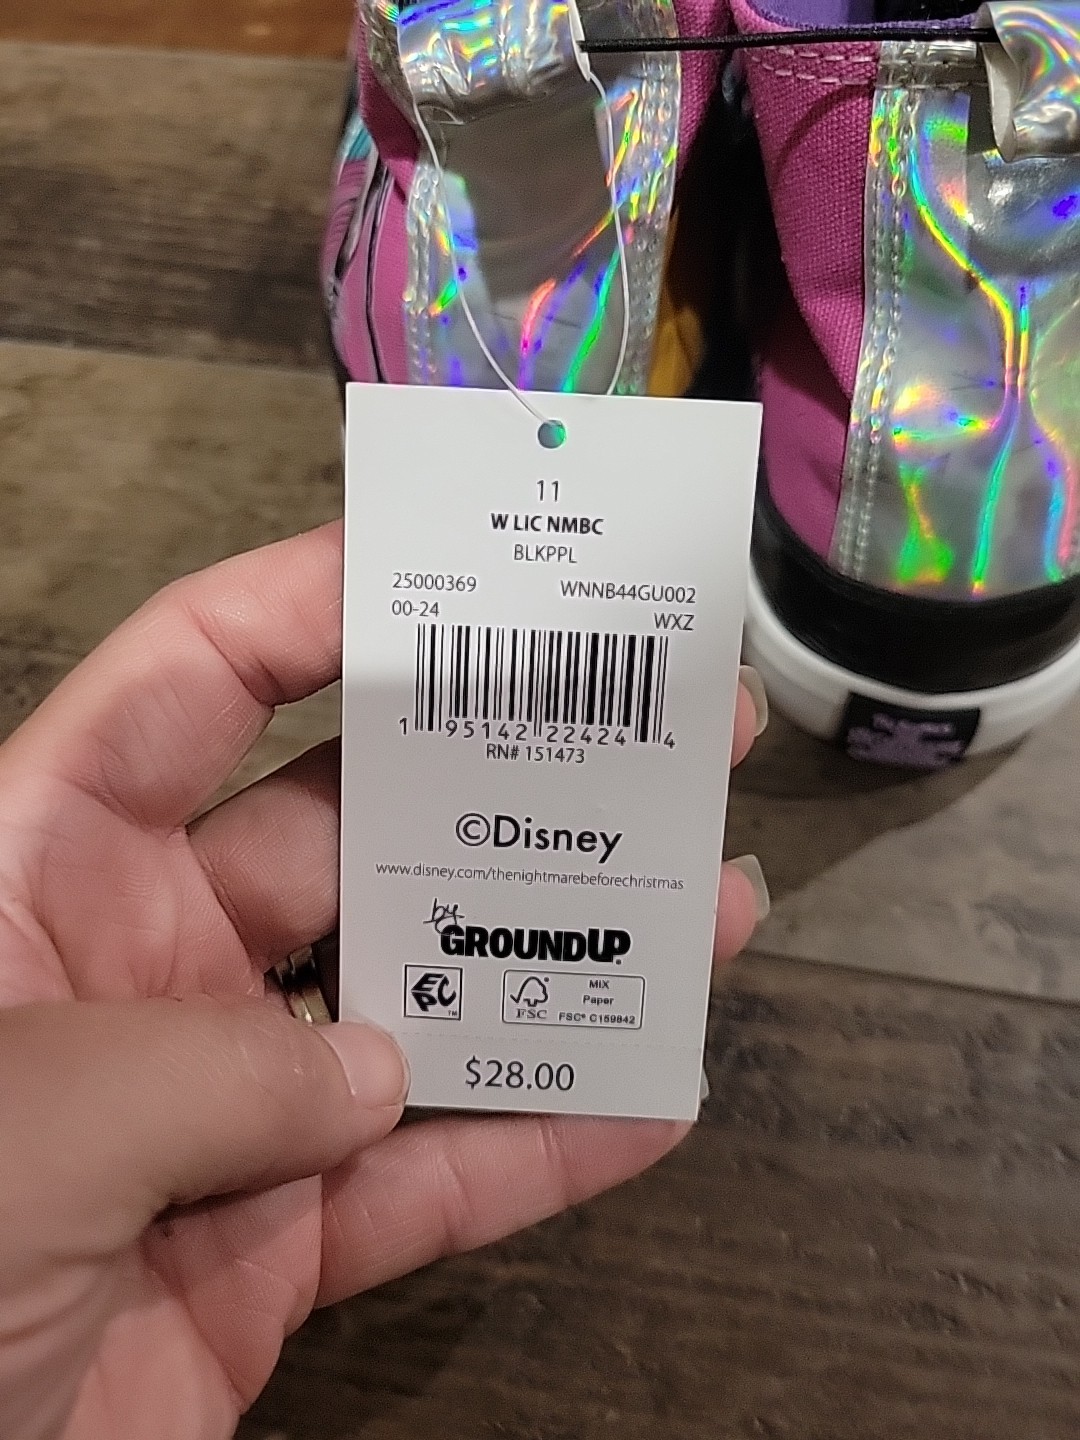 11
W LIC NMBC
BLKPPL
25000369 WNNB44GU002
00-24 WXZ
1 95142 22424 4
RN# 151473
©Disney
www.disney.com/thenightmarebeforechristmas
by
GROUNDUP.
EPC™
FSC
MIX
Paper
FSC® C159842
$28.00